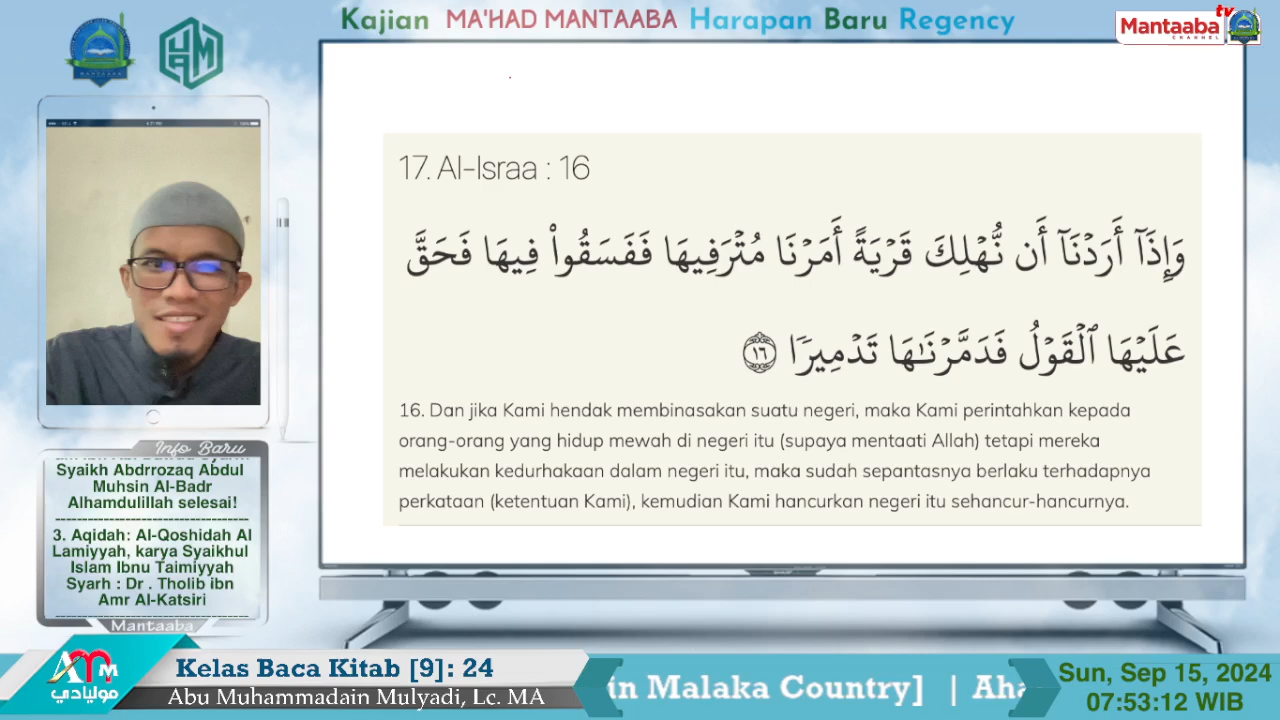 Kajian MA'HAD MANTAABA Harapan Baru Regency
Mantaaba tv
CHANNEL
17. Al-Israa : 16
وَإِذَآ أَرَدْنَآ أَن نُّهْلِكَ قَرْيَةً أَمَرْنَا مُتْرَفِيهَا فَفَسَقُوا۟ فِيهَا فَحَقَّ
عَلَيْهَا ٱلْقَوْلُ فَدَمَّرْنَـٰهَا تَدْمِيرًا ١٦
16. Dan jika Kami hendak membinasakan suatu negeri, maka Kami perintahkan kepada
orang-orang yang hidup mewah di negeri itu (supaya mentaati Allah) tetapi mereka
melakukan kedurhakaan dalam negeri itu, maka sudah sepantasnya berlaku terhadapnya
perkataan (ketentuan Kami), kemudian Kami hancurkan negeri itu sehancur-hancurnya.
Info Baru
Syaikh Abdrrozaq Abdul
Muhsin Al-Badr
Alhamdulillah selesai!
3. Aqidah: Al-Qoshidah Al
Lamiyyah, karya Syaikhul
Islam Ibnu Taimiyyah
Syarh : Dr . Tholib ibn
Amr Al-Katsiri
Mantaaba
موليادي
Kelas Baca Kitab [9]: 24
Abu Muhammadain Mulyadi, Lc. MA
in Malaka Country] | Aha
Sun, Sep 15, 2024
07:53:12 WIB